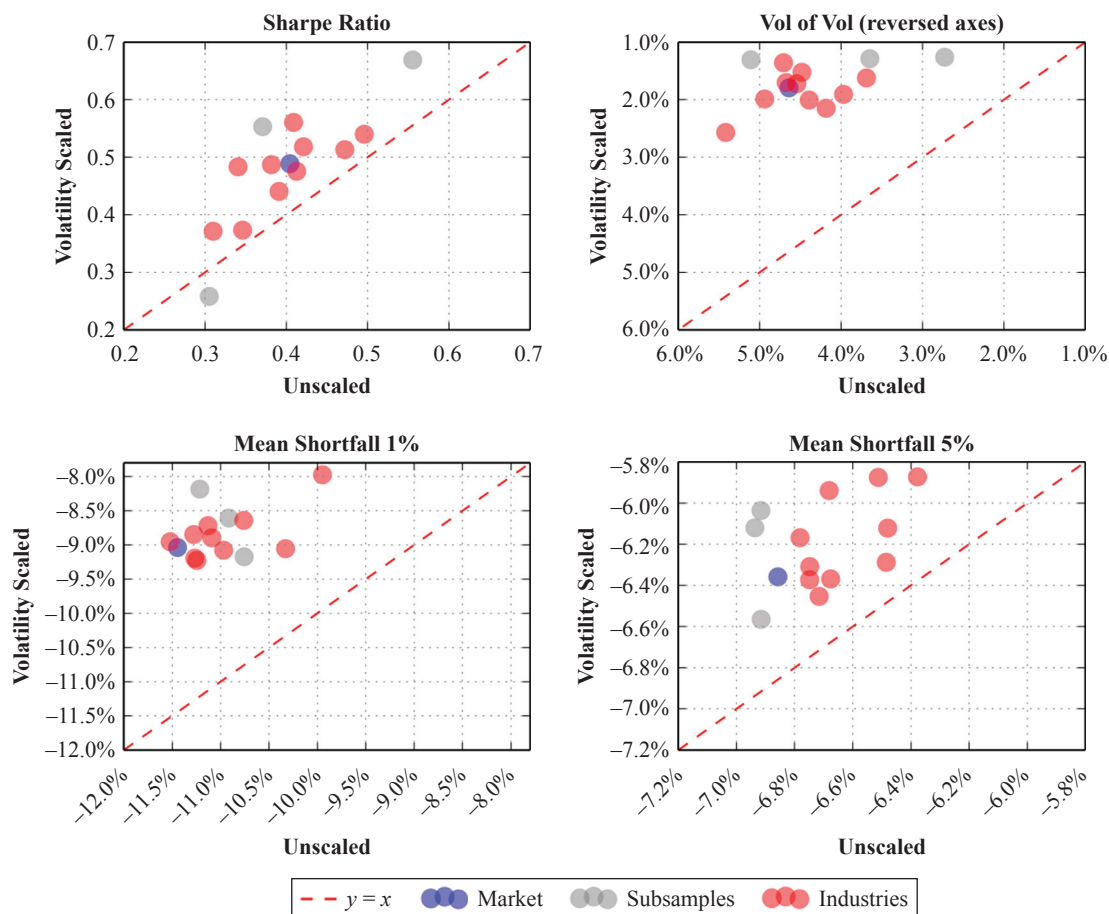 Sharpe Ratio
Volatility Scaled
0.7
0.6
0.5
0.4
0.3
0.2
0.2 0.3 0.4 0.5 0.6 0.7
Unscaled
Vol of Vol (reversed axes)
Volatility Scaled
1.0%
2.0%
3.0%
4.0%
5.0%
6.0%
6.0% 5.0% 4.0% 3.0% 2.0% 1.0%
Unscaled
Mean Shortfall 1%
Volatility Scaled
–8.0%
–8.5%
–9.0%
–9.5%
–10.0%
–10.5%
–11.0%
–11.5%
–12.0%
–12.0% –11.5% –11.0% –10.5% –10.0% –9.5% –9.0% –8.5% –8.0%
Unscaled
Mean Shortfall 5%
Volatility Scaled
–5.8%
–6.0%
–6.2%
–6.4%
–6.6%
–6.8%
–7.0%
–7.2%
–7.2% –7.0% –6.8% –6.6% –6.4% –6.2% –6.0% –5.8%
Unscaled
y = x Market Subsamples Industries